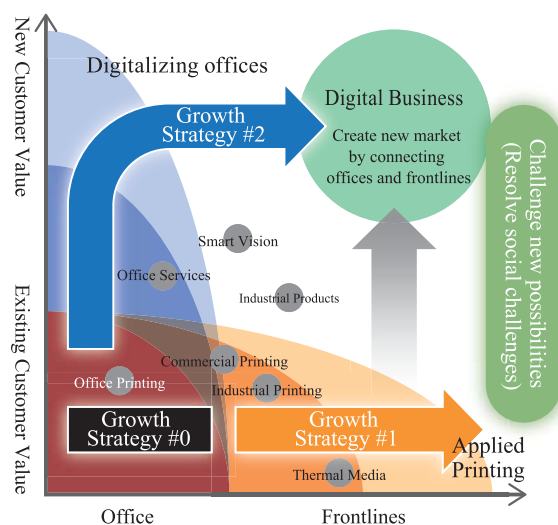 New Customer Value
Existing Customer Value
Digitalizing offices
Growth
Strategy #2
Digital Business
Create new market
by connecting
offices and frontlines
Challenge new possibilities
(Resolve social challenges)
Smart Vision
Office Services
Industrial Products
Commercial Printing
Office Printing
Industrial Printing
Growth
Strategy #0
Growth
Strategy #1
Applied
Printing
Thermal Media
Office
Frontlines